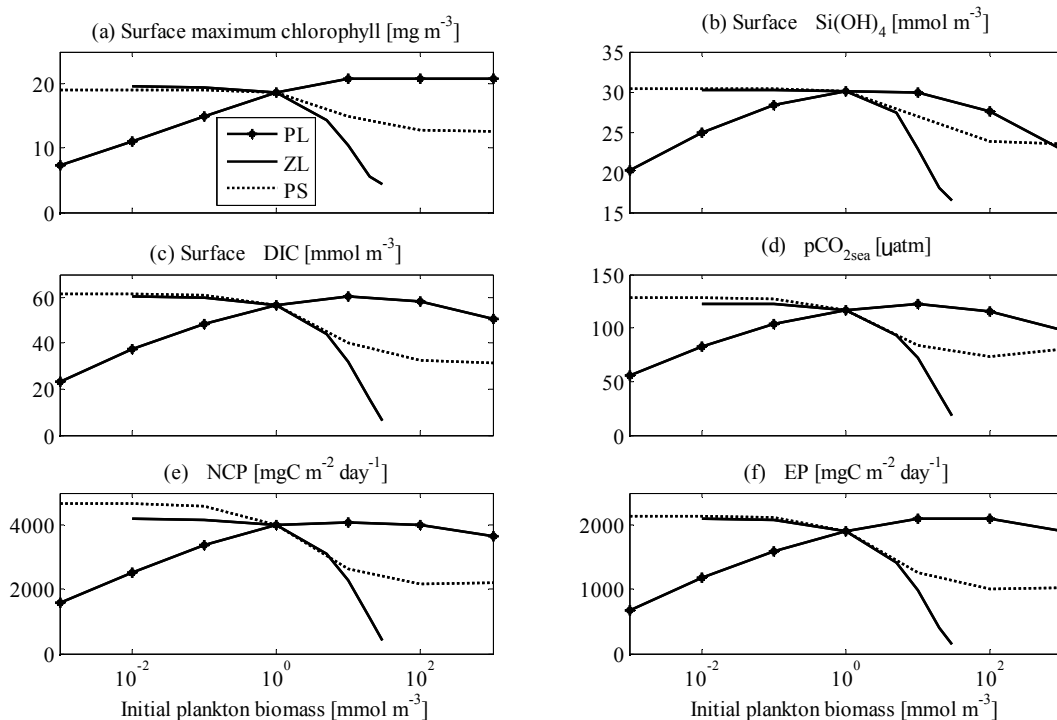 (a) Surface maximum chlorophyll [mg m⁻³]
20
10
0
PL
ZL
PS
(b) Surface Si(OH)₄ [mmol m⁻³]
35
30
25
20
15
(c) Surface DIC [mmol m⁻³]
60
40
20
0
(d) pCO₂sea [µatm]
150
100
50
0
(e) NCP [mgC m⁻² day⁻¹]
4000
2000
0
10⁻² 10⁰ 10²
Initial plankton biomass [mmol m⁻³]
(f) EP [mgC m⁻² day⁻¹]
2000
1000
0
10⁻² 10⁰ 10²
Initial plankton biomass [mmol m⁻³]